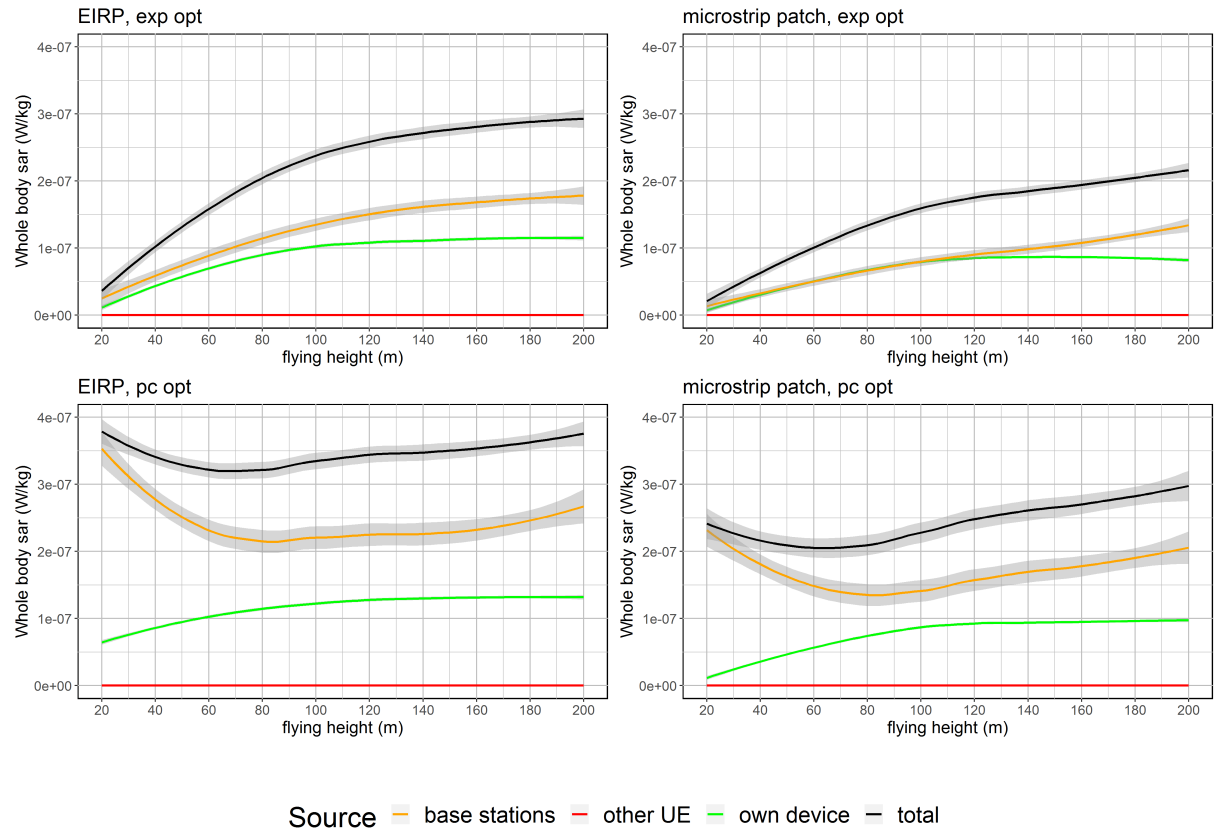 EIRP, exp opt
microstrip patch, exp opt
4e-07
3e-07
2e-07
1e-07
0e+00
Whole body sar (W/kg)
20 40 60 80 100 120 140 160 180 200
flying height (m)
4e-07
3e-07
2e-07
1e-07
0e+00
Whole body sar (W/kg)
20 40 60 80 100 120 140 160 180 200
flying height (m)
EIRP, pc opt
microstrip patch, pc opt
4e-07
3e-07
2e-07
1e-07
0e+00
Whole body sar (W/kg)
20 40 60 80 100 120 140 160 180 200
flying height (m)
4e-07
3e-07
2e-07
1e-07
0e+00
Whole body sar (W/kg)
20 40 60 80 100 120 140 160 180 200
flying height (m)
Source base stations other UE own device total